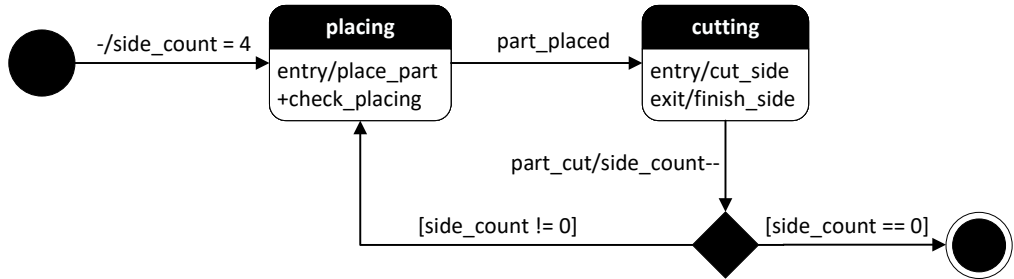 -/side_count = 4
placing
entry/place_part
+check_placing
part_placed
cutting
entry/cut_side
exit/finish_side
part_cut/side_count--
[side_count != 0]
[side_count == 0]